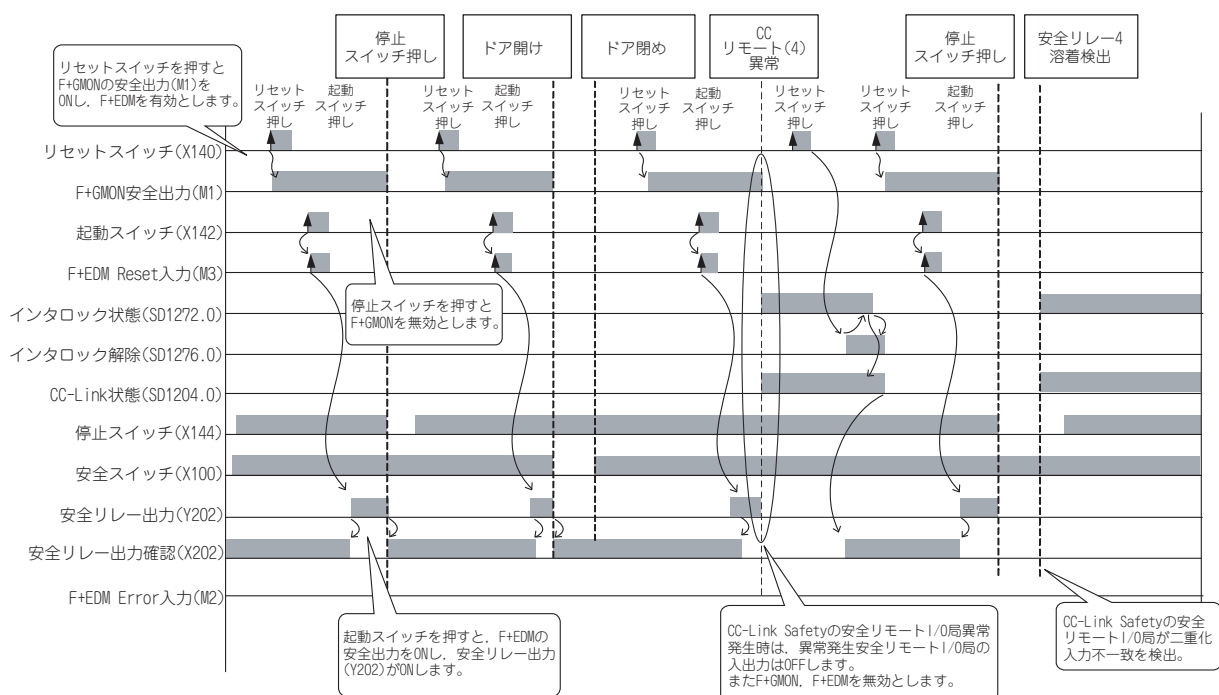 停止
スイッチ押し
ドア開け
ドア閉め
CC
リモート(4)
異常
停止
スイッチ押し
安全リレー4
溶着検出
リセットスイッチを押すと
F+GMONの安全出力(M1)を
ONし，F+EDMを有効とします。
リセット
スイッチ
押し
起動
スイッチ
押し
リセット
スイッチ
押し
起動
スイッチ
押し
リセット
スイッチ
押し
起動
スイッチ
押し
リセット
スイッチ
押し
リセット
スイッチ
押し
起動
スイッチ
押し
リセットスイッチ(X140)
F+GMON安全出力(M1)
起動スイッチ(X142)
F+EDM Reset入力(M3)
停止スイッチを押すと
F+GMONを無効とします。
インタロック状態(SD1272.0)
インタロック解除(SD1276.0)
CC-Link状態(SD1204.0)
停止スイッチ(X144)
安全スイッチ(X100)
安全リレー出力(Y202)
安全リレー出力確認(X202)
F+EDM Error入力(M2)
起動スイッチを押すと，F+EDMの
安全出力をONし，安全リレー出力
(Y202)がONします。
CC-Link Safetyの安全リモートI/O局異常
発生時は，異常発生安全リモートI/O局の
入出力はOFFします。
またF+GMON，F+EDMを無効とします。
CC-Link Safetyの安全
リモートI/O局が二重化
入力不一致を検出。